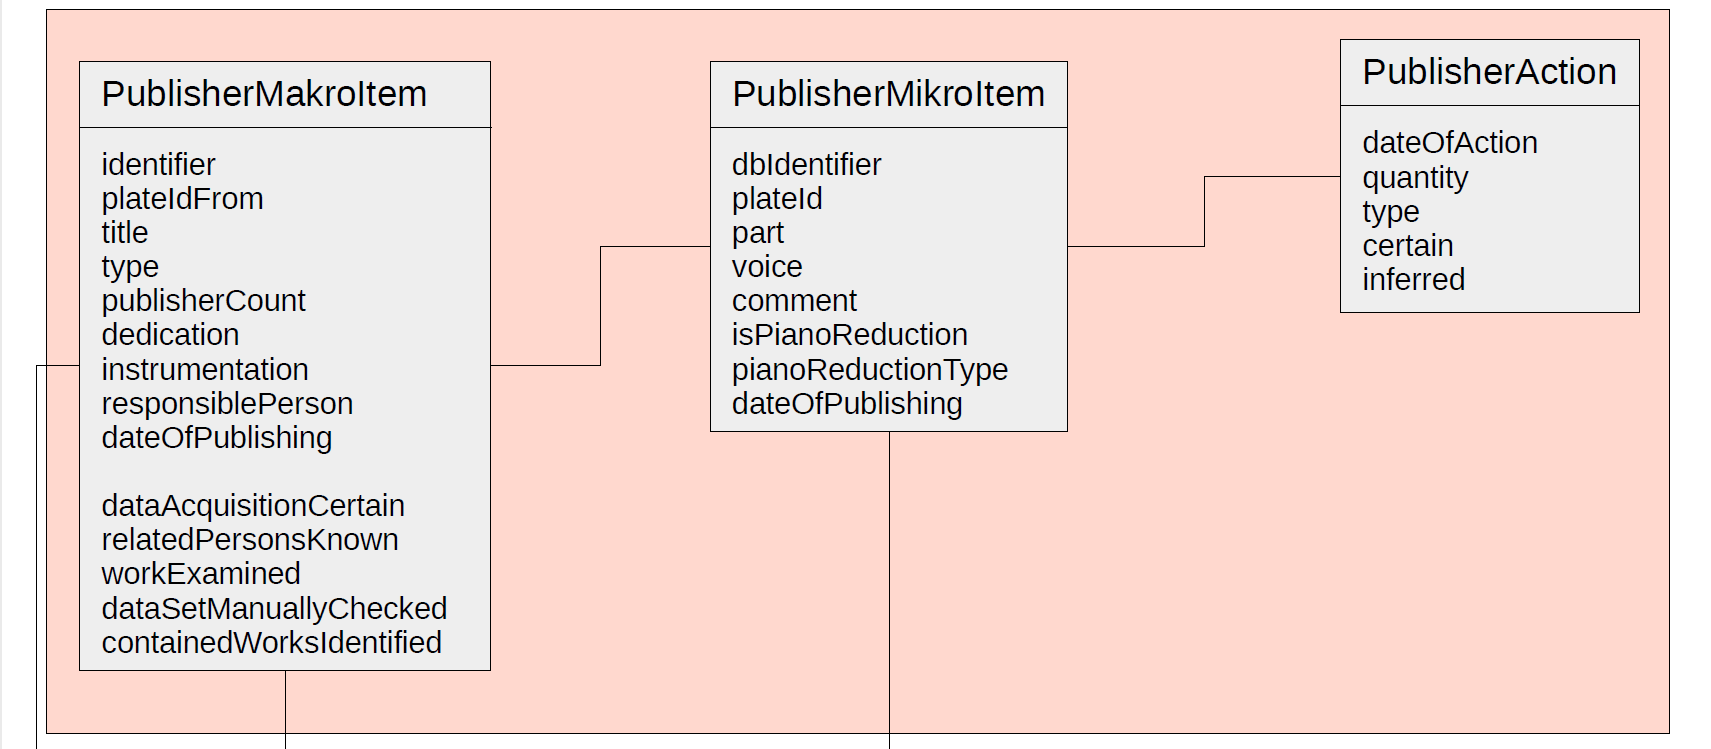 PublisherMakroItem
identifier
plateIdFrom
title
type
publisherCount
dedication
instrumentation
responsiblePerson
dateOfPublishing
dataAcquisitionCertain
relatedPersonsKnown
workExamined
dataSetManuallyChecked
containedWorksIdentified
PublisherMikroItem
dbIdentifier
plateId
part
voice
comment
isPianoReduction
pianoReductionType
dateOfPublishing
PublisherAction
dateOfAction
quantity
type
certain
inferred